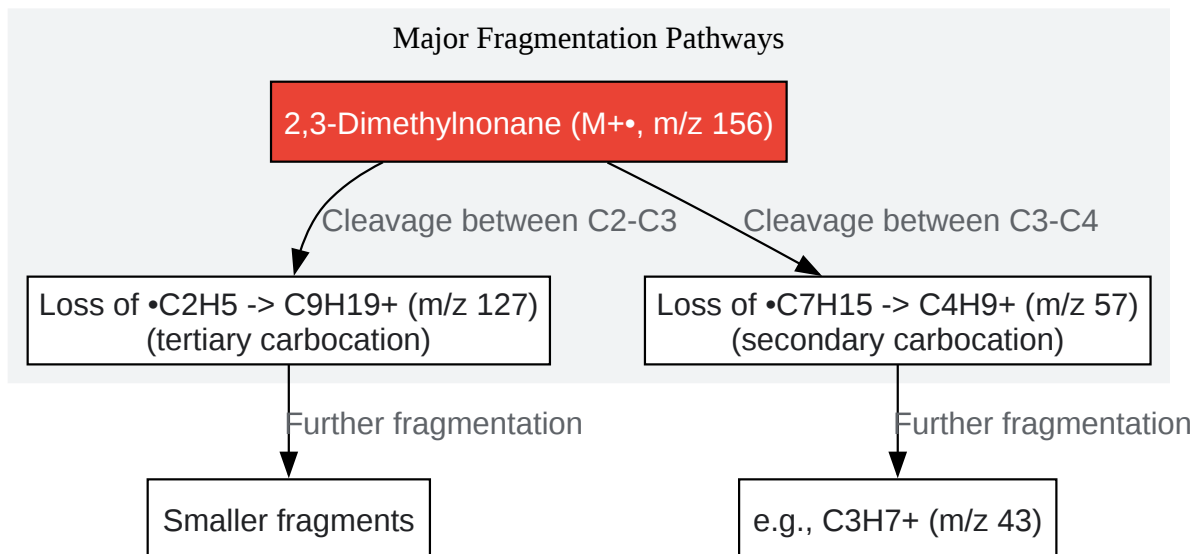 Major Fragmentation Pathways
2,3-Dimethylnonane (M+•, m/z 156)
Cleavage between C2-C3
Cleavage between C3-C4
Loss of •C2H5 -> C9H19+ (m/z 127)
(tertiary carbocation)
Loss of •C7H15 -> C4H9+ (m/z 57)
(secondary carbocation)
Further fragmentation
Further fragmentation
Smaller fragments
e.g., C3H7+ (m/z 43)